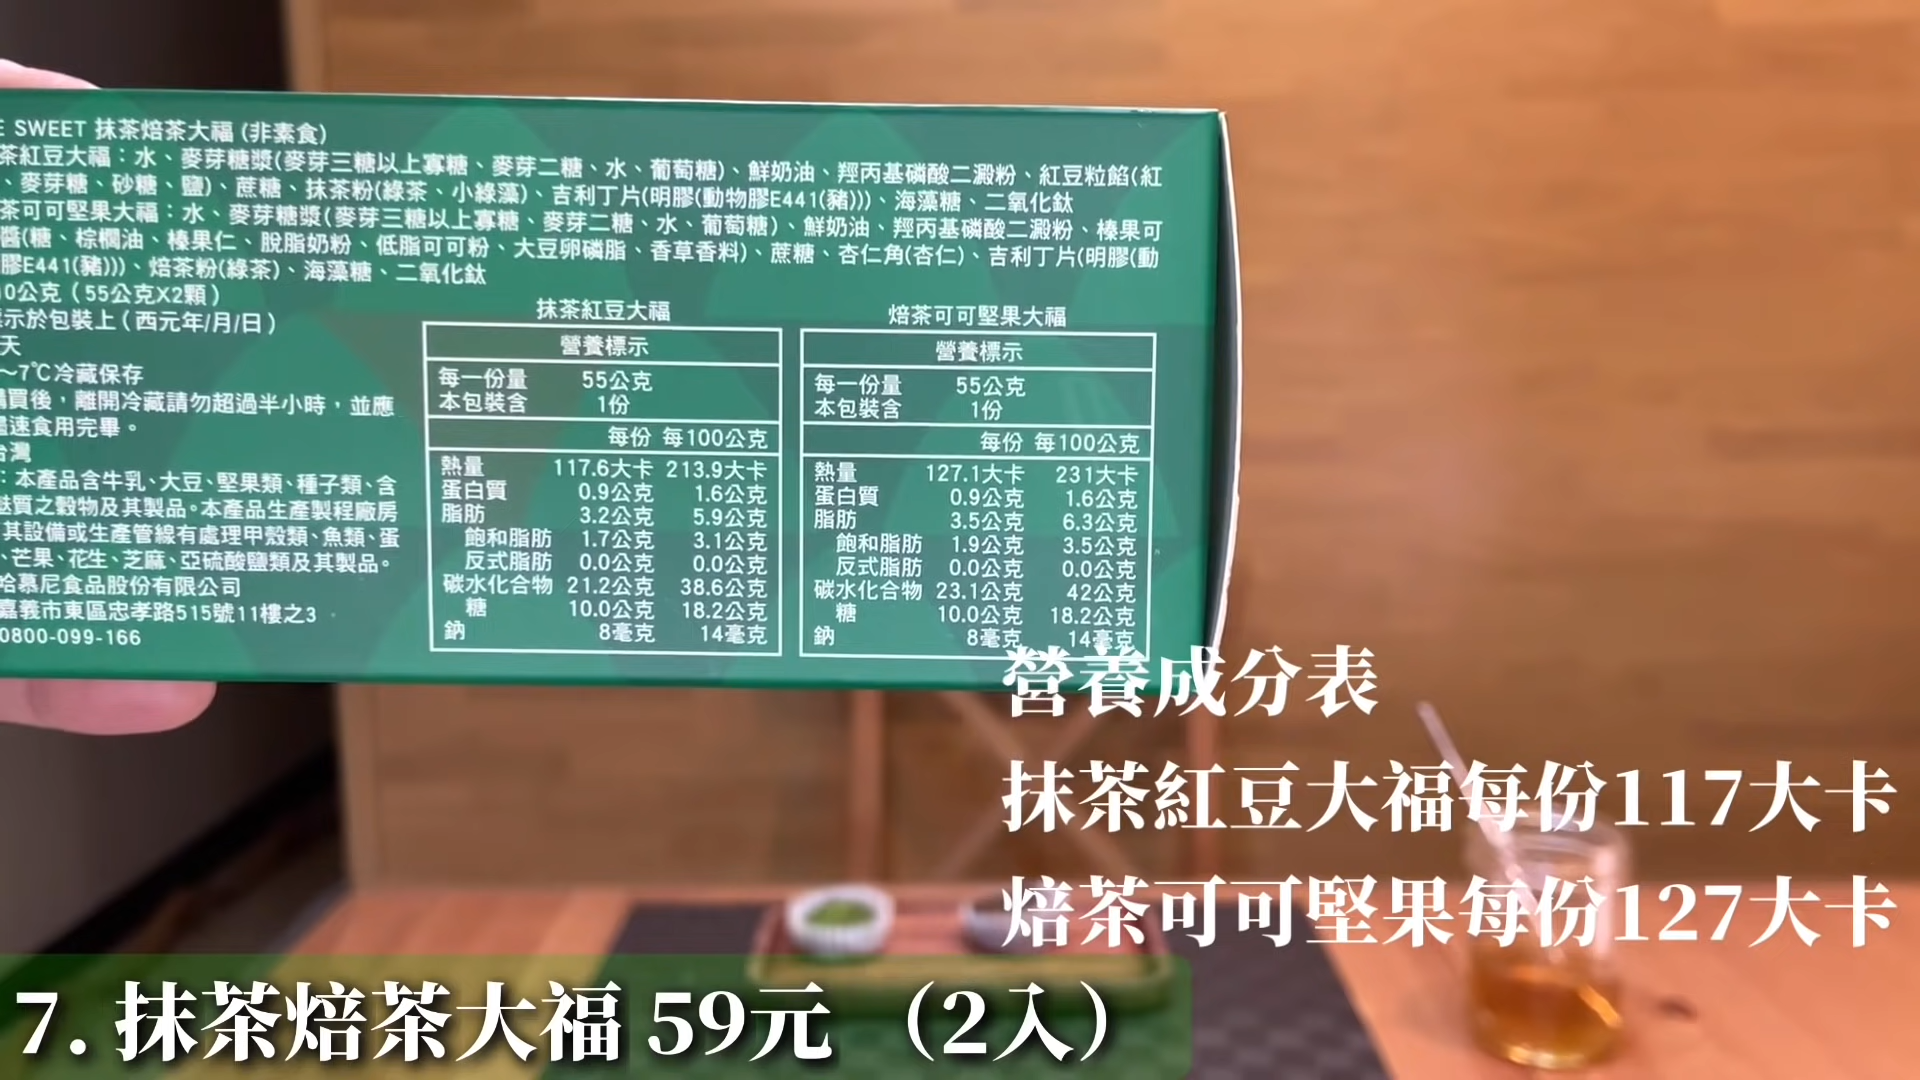 E SWEET 抹茶焙茶大福 (非素食)
茶紅豆大福：水、麥芽糖漿(麥芽三糖以上寡糖、麥芽二糖、水、葡萄糖)、鮮奶油、羥丙基磷酸二澱粉、紅豆粒餡(紅
、麥芽糖、砂糖、鹽)、蔗糖、抹茶粉(綠茶、小綠藻)、吉利丁片(明膠(動物膠E441(豬)))、海藻糖、二氧化鈦
茶可可堅果大福：水、麥芽糖漿(麥芽三糖以上寡糖、麥芽二糖、水、葡萄糖)、鮮奶油、羥丙基磷酸二澱粉、榛果可
醬(糖、棕櫚油、榛果仁、脫脂奶粉、低脂可可粉、大豆卵磷脂、香草香料)、蔗糖、杏仁角(杏仁)、吉利丁片(明膠(動
膠E441(豬)))、焙茶粉(綠茶)、海藻糖、二氧化鈦
10公克（55公克X2顆）
示於包裝上（西元年/月/日）
天
～7℃冷藏保存
購買後，離開冷藏請勿超過半小時，並應
速食用完畢。
台灣
：本產品含牛乳、大豆、堅果類、種子類、含
麩質之穀物及其製品。本產品生產製程廠房
其設備或生產管線有處理甲殼類、魚類、蛋
、芒果、花生、芝麻、亞硫酸鹽類及其製品。
哈慕尼食品股份有限公司
嘉義市東區忠孝路515號11樓之3
0800-099-166
抹茶紅豆大福
營養標示
每一份量 55公克
本包裝含 1份
每份 每100公克
熱量 117.6大卡 213.9大卡
蛋白質 0.9公克 1.6公克
脂肪 3.2公克 5.9公克
飽和脂肪 1.7公克 3.1公克
反式脂肪 0.0公克 0.0公克
碳水化合物 21.2公克 38.6公克
糖 10.0公克 18.2公克
鈉 8毫克 14毫克
焙茶可可堅果大福
營養標示
每一份量 55公克
本包裝含 1份
每份 每100公克
熱量 127.1大卡 231大卡
蛋白質 0.9公克 1.6公克
脂肪 3.5公克 6.3公克
飽和脂肪 1.9公克 3.5公克
反式脂肪 0.0公克 0.0公克
碳水化合物 23.1公克 42公克
糖 10.0公克 18.2公克
鈉 8毫克 14毫克
營養成分表
抹茶紅豆大福每份117大卡
焙茶可可堅果每份127大卡
7. 抹茶焙茶大福 59元 （2入）